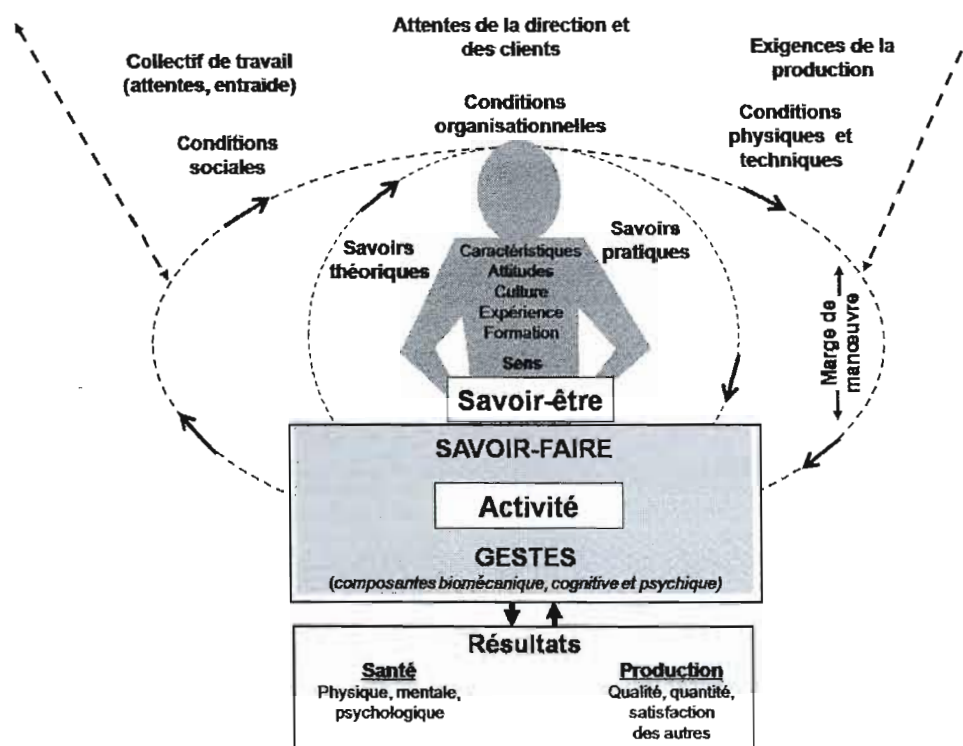 Attentes de la direction et
des clients
Collectif de travail
(attentes, entraide)
Exigences de la
production
Conditions
organisationnelles
Conditions
sociales
Conditions
physiques et
techniques
Savoirs
théoriques
Savoirs
pratiques
Caractéristiques
Attitudes
Culture
Expérience
Formation
Sens
Marge de
manœuvre
Savoir-être
SAVOIR-FAIRE
Activité
GESTES
(composantes biomécanique, cognitive et psychique)
Résultats
Santé
Physique, mentale,
psychologique
Production
Qualité, quantité,
satisfaction
des autres